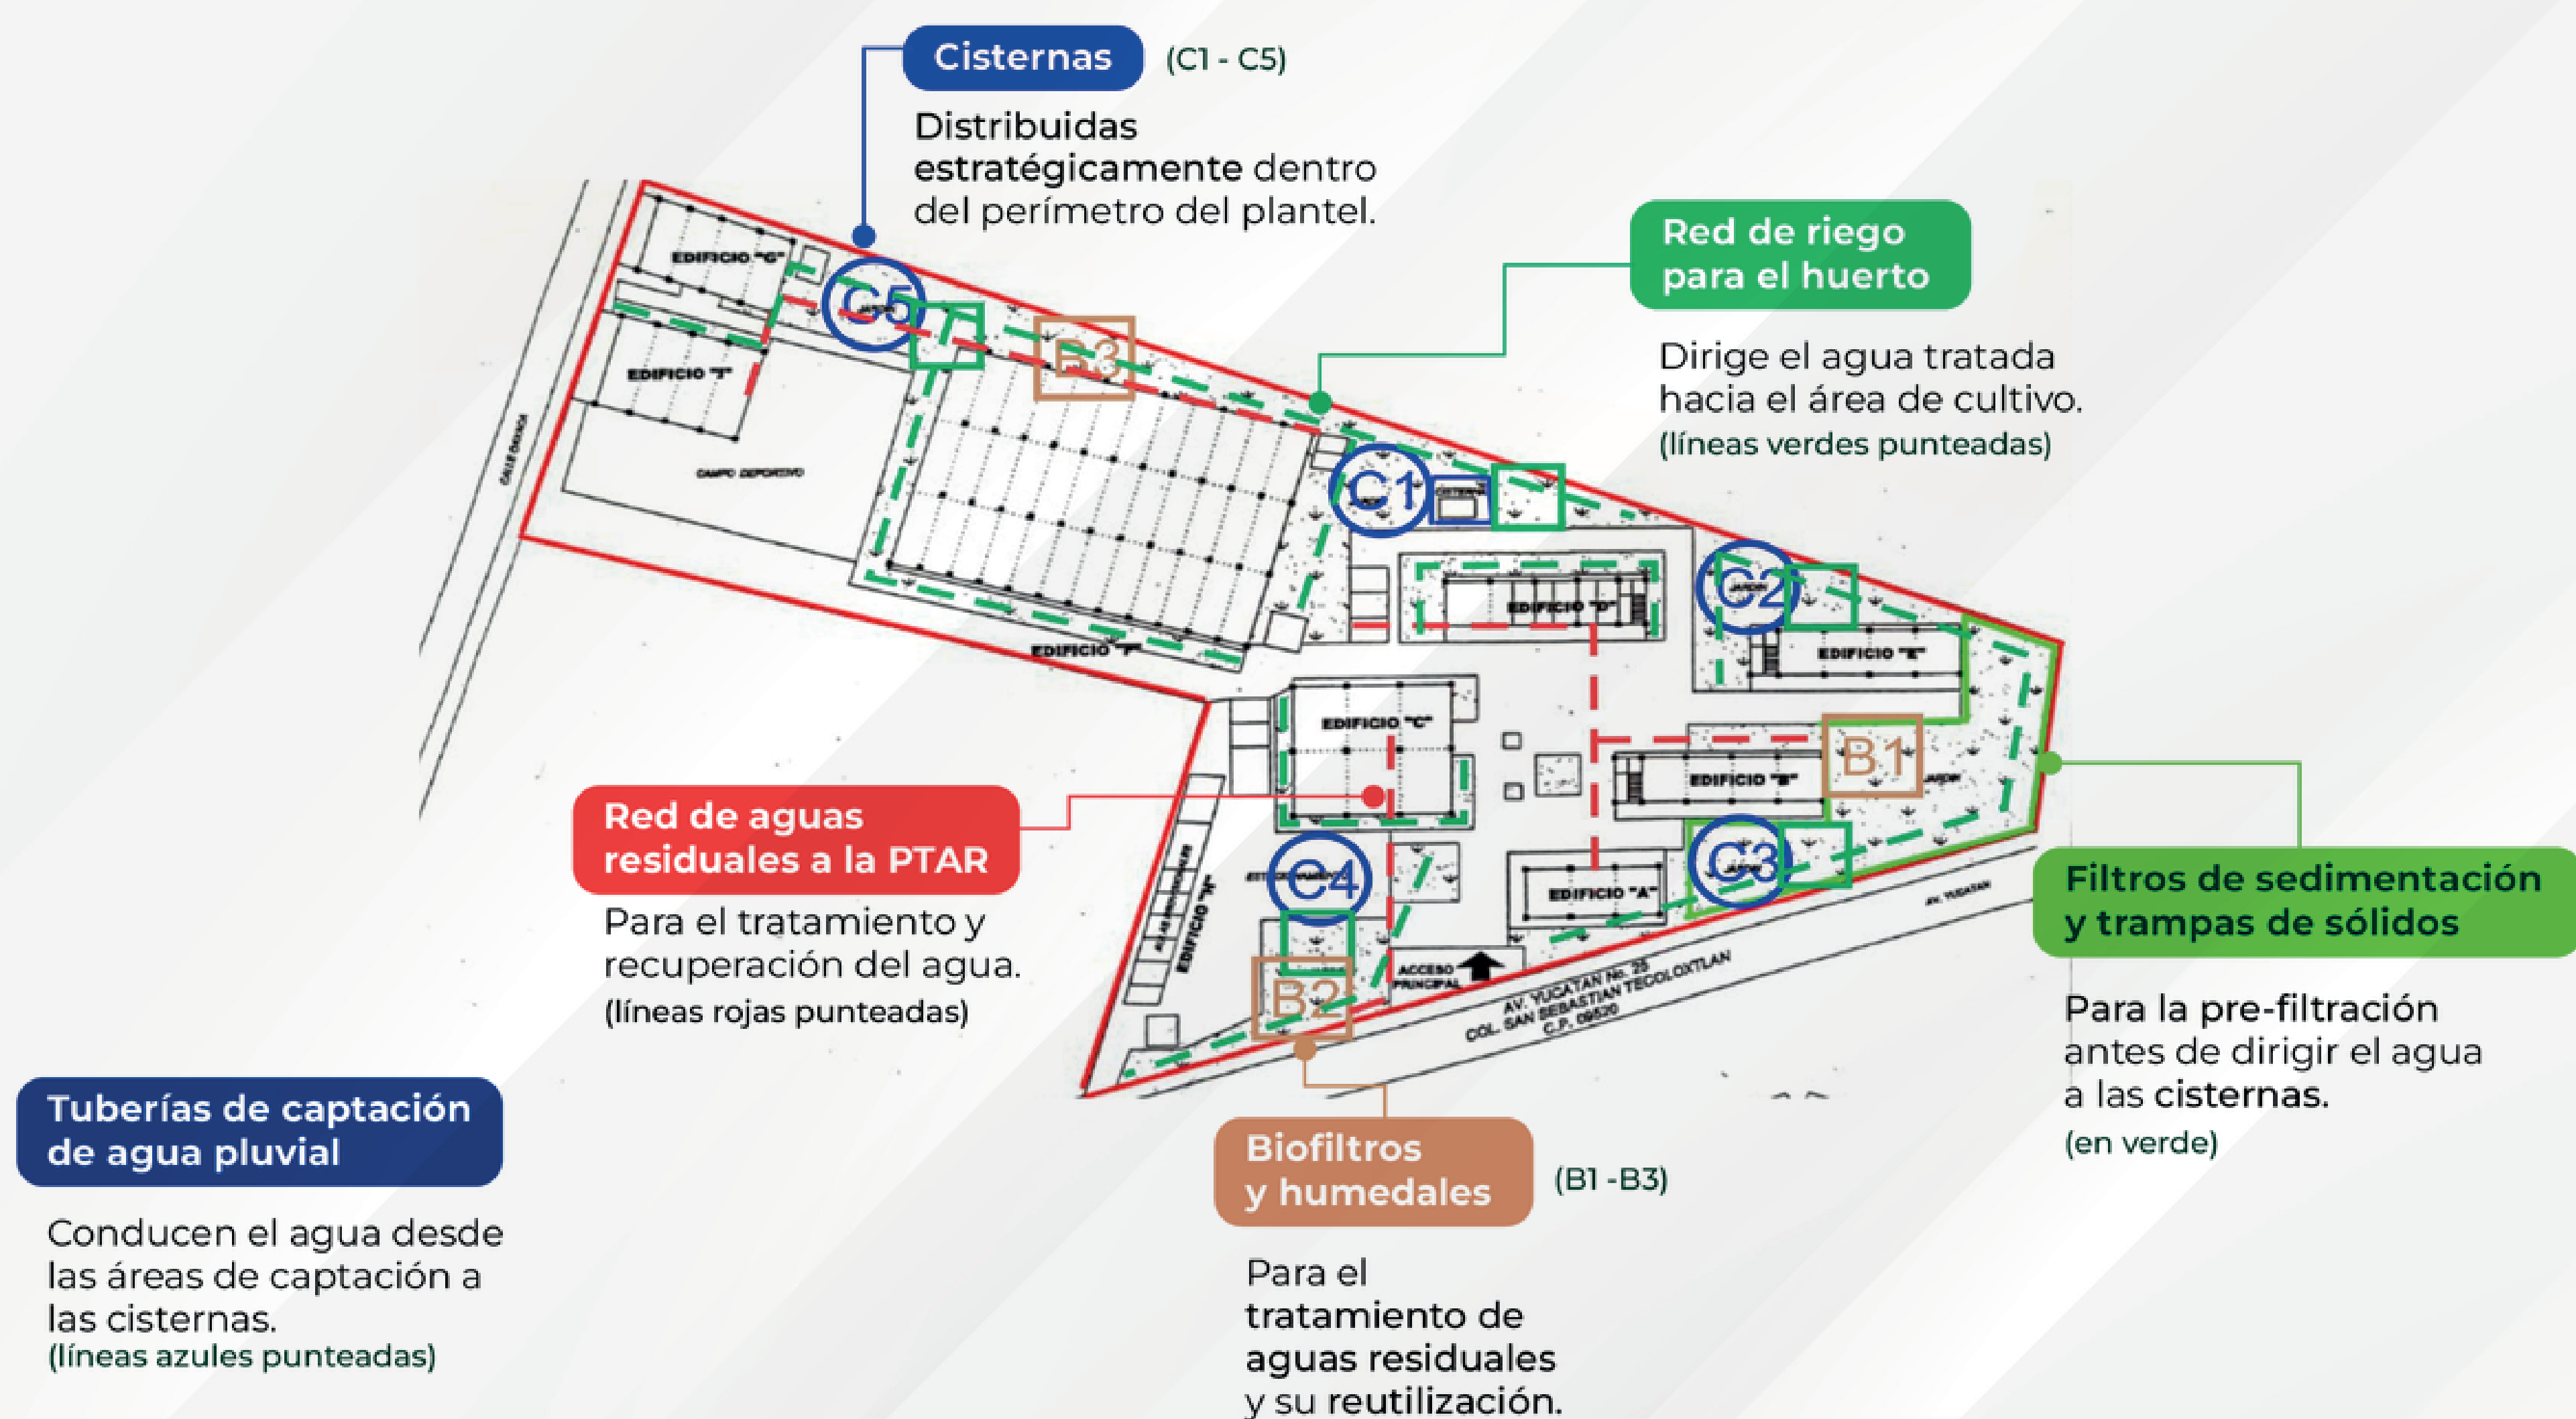 Cisternas (C1 - C5)
Distribuidas
estratégicamente dentro
del perímetro del plantel.
Red de riego
para el huerto
Dirige el agua tratada
hacia el área de cultivo.
(líneas verdes punteadas)
EDIFICIO "G"
C5
B3
EDIFICIO "I"
CAMPO DEPORTIVO
C1
C2
JARDIN
EDIFICIO "D"
EDIFICIO "F"
EDIFICIO "E"
EDIFICIO "C"
B1
EDIFICIO "B"
JARDIN
Red de aguas
residuales a la PTAR
Para el tratamiento y
recuperación del agua.
(líneas rojas punteadas)
C4
C3
JARDIN
EDIFICIO "A"
AV. YUCATAN
B2
ACCESO
PRINCIPAL
AV. YUCATAN No. 25
COL. SAN SEBASTIAN TECOLOXTLAN
C.P. 09520
Filtros de sedimentación
y trampas de sólidos
Para la pre-filtración
antes de dirigir el agua
a las cisternas.
(en verde)
Tuberías de captación
de agua pluvial
Conducen el agua desde
las áreas de captación a
las cisternas.
(líneas azules punteadas)
Biofiltros
y humedales (B1 -B3)
Para el
tratamiento de
aguas residuales
y su reutilización.